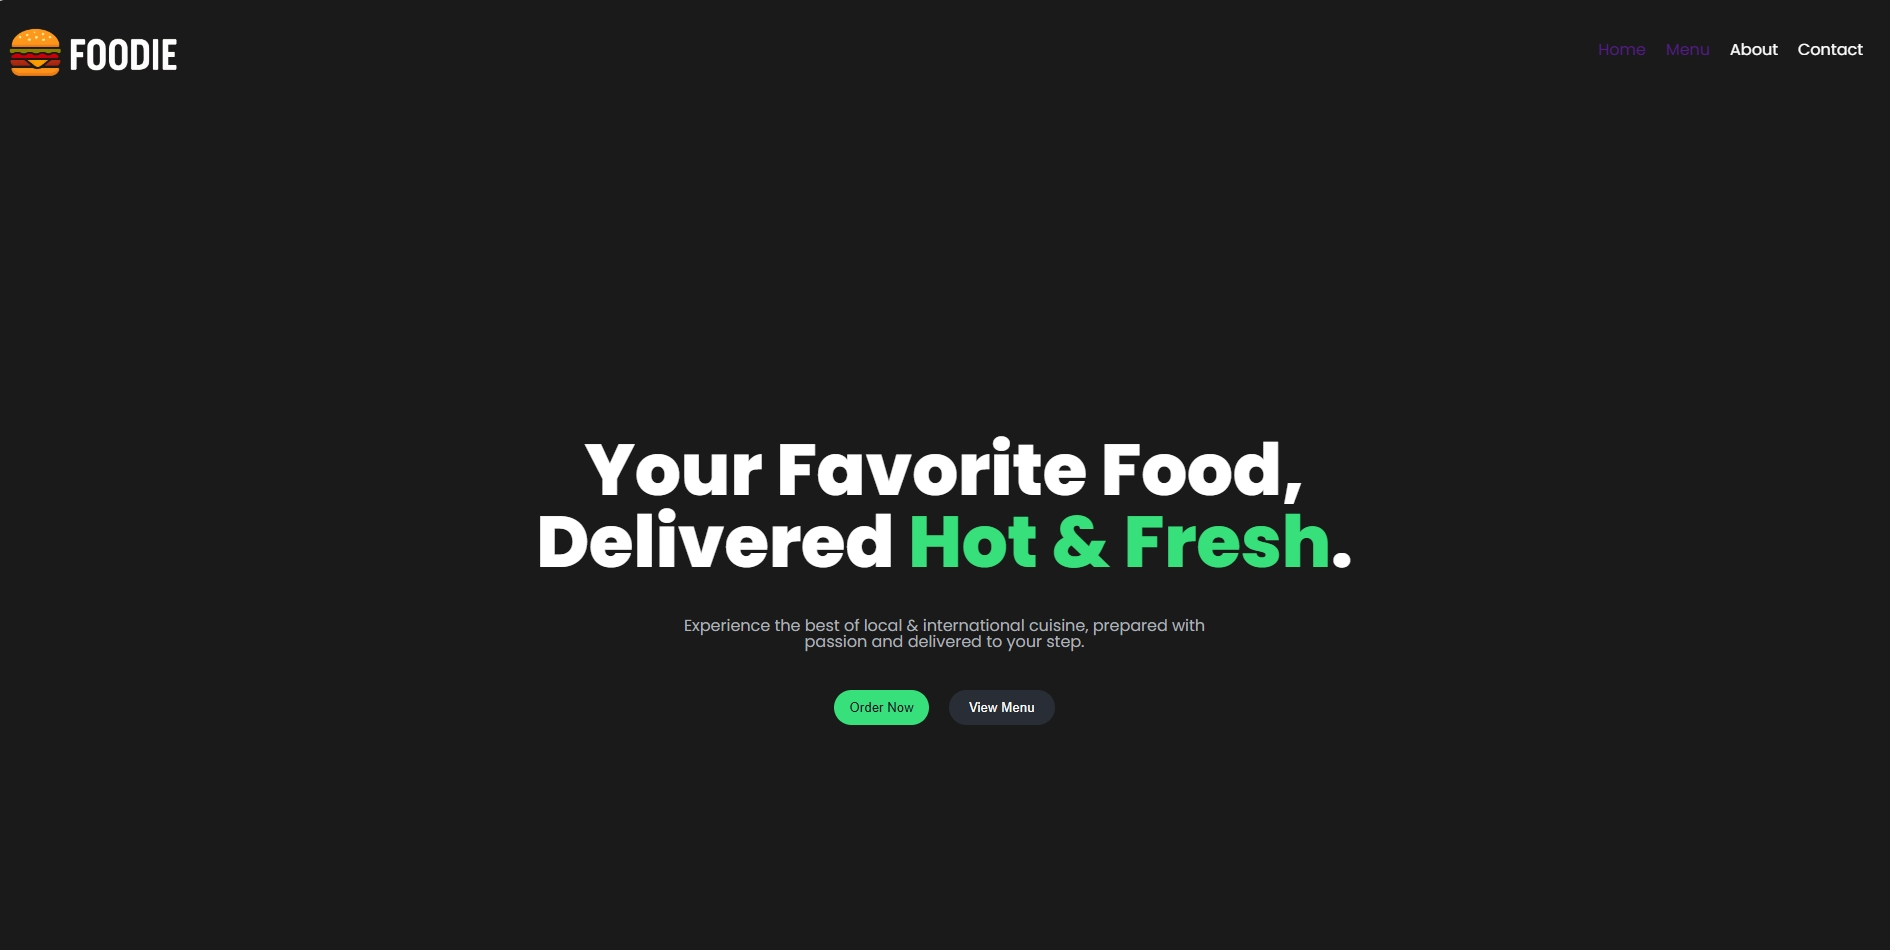 FOODIE
Home Menu About Contact
Your Favorite Food,
Delivered Hot & Fresh.
Experience the best of local & international cuisine, prepared with
passion and delivered to your step.
Order Now View Menu